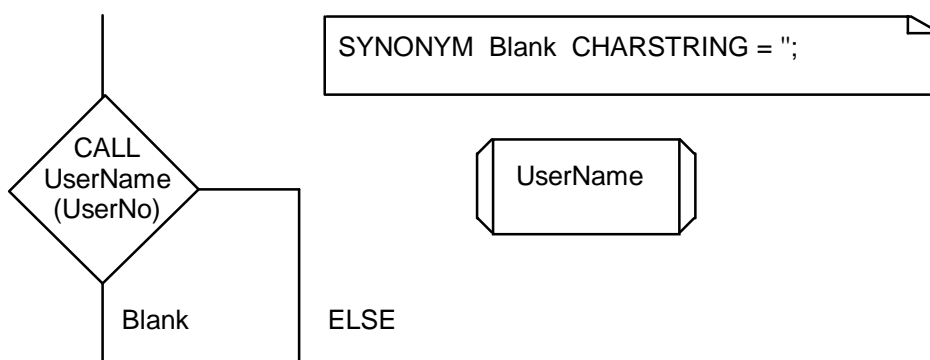 SYNONYM Blank CHARSTRING = '';
CALL
UserName
(UserNo)
UserName
Blank
ELSE